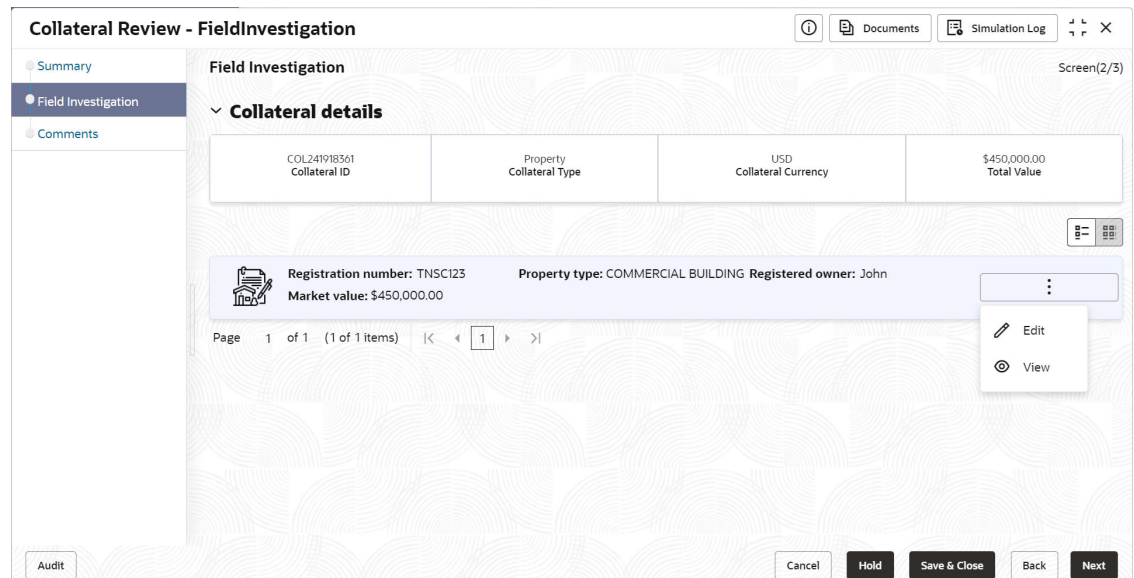 Collateral Review - FieldInvestigation
Documents
Simulation Log
Summary
Field Investigation
Comments
Field Investigation
Screen(2/3)
Collateral details
COL241918361
Collateral ID
Property
Collateral Type
USD
Collateral Currency
$450,000.00
Total Value
Registration number: TNSC123 Property type: COMMERCIAL BUILDING Registered owner: John
Market value: $450,000.00
Edit
View
Page 1 of 1 (1 of 1 items) 1
Audit
Cancel
Hold
Save & Close
Back
Next